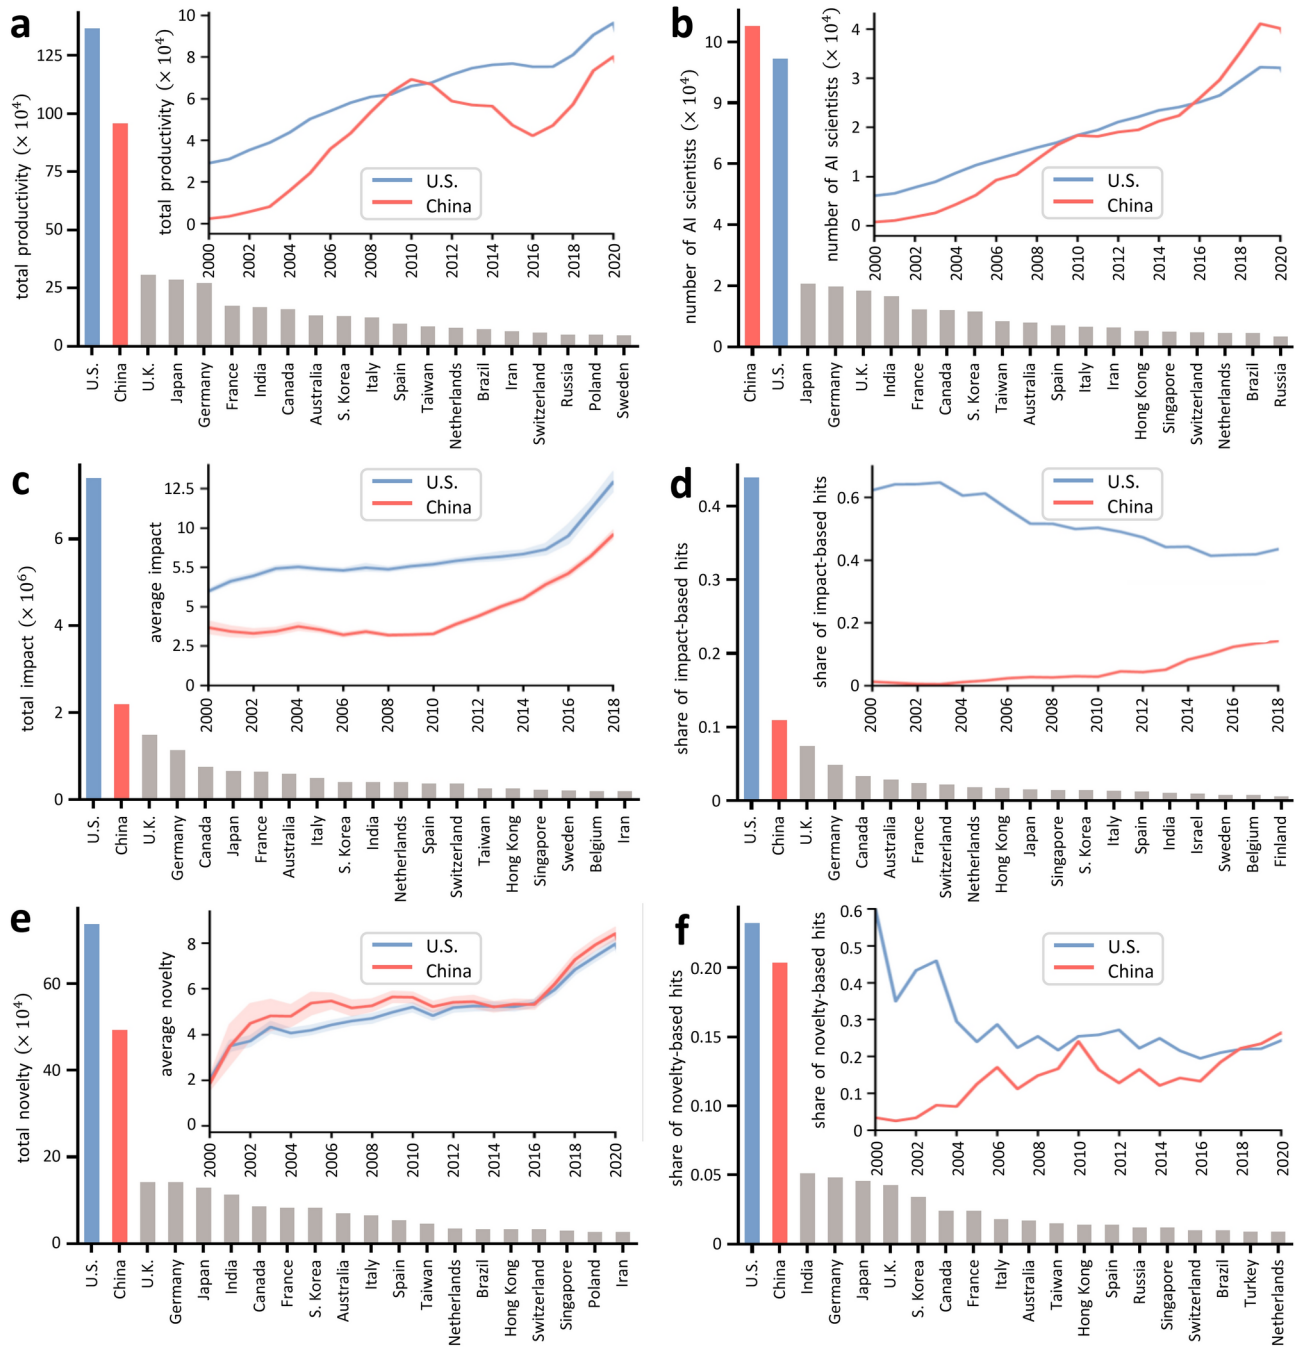 a
total productivity (× 10⁴)
125
100
75
50
25
0
U.S.
China
U.K.
Japan
Germany
France
India
Canada
Australia
S. Korea
Italy
Spain
Taiwan
Netherlands
Brazil
Iran
Switzerland
Russia
Poland
Sweden
total productivity (× 10⁴)
10
8
6
4
2
0
2000
2002
2004
2006
2008
2010
2012
2014
2016
2018
2020
U.S.
China
b
number of AI scientists (× 10⁴)
10
9
6
4
2
0
China
U.S.
Japan
Germany
U.K.
India
France
Canada
S. Korea
Taiwan
Australia
Spain
Italy
Iran
Hong Kong
Singapore
Switzerland
Netherlands
Brazil
Russia
number of AI scientists (× 10⁴)
4
3
2
1
0
2000
2002
2004
2006
2008
2010
2012
2014
2016
2018
2020
U.S.
China
c
total impact (× 10⁶)
6
4
2
0
U.S.
China
U.K.
Germany
Canada
Japan
France
Australia
Italy
S. Korea
India
Netherlands
Spain
Switzerland
Taiwan
Hong Kong
Singapore
Sweden
Belgium
Iran
average impact
12.5
10
5.5
5
2.5
0
2000
2002
2004
2006
2008
2010
2012
2014
2016
2018
U.S.
China
d
share of impact-based hits
0.4
0.3
0.2
0.1
0
U.S.
China
U.K.
Germany
Canada
Australia
France
Switzerland
Netherlands
Hong Kong
Japan
Singapore
S. Korea
Italy
Spain
India
Israel
Sweden
Belgium
Finland
share of impact-based hits
0.6
0.4
0.2
0
2000
2002
2004
2006
2008
2010
2012
2014
2016
2018
U.S.
China
e
total novelty (× 10⁴)
60
40
20
0
U.S.
China
U.K.
Germany
Japan
India
Canada
France
S. Korea
Australia
Italy
Spain
Taiwan
Netherlands
Brazil
Hong Kong
Switzerland
Singapore
Poland
Iran
average novelty
8
6
4
2
0
2000
2002
2004
2006
2008
2010
2012
2014
2016
2018
2020
U.S.
China
f
share of novelty-based hits
0.20
0.15
0.10
0.05
0
U.S.
China
India
Germany
Japan
U.K.
S. Korea
Canada
France
Italy
Australia
Taiwan
Hong Kong
Spain
Russia
Singapore
Switzerland
Brazil
Turkey
Netherlands
share of novelty-based hits
0.6
0.5
0.4
0.3
0.2
0.1
0
2000
2002
2004
2006
2008
2010
2012
2014
2016
2018
2020
U.S.
China